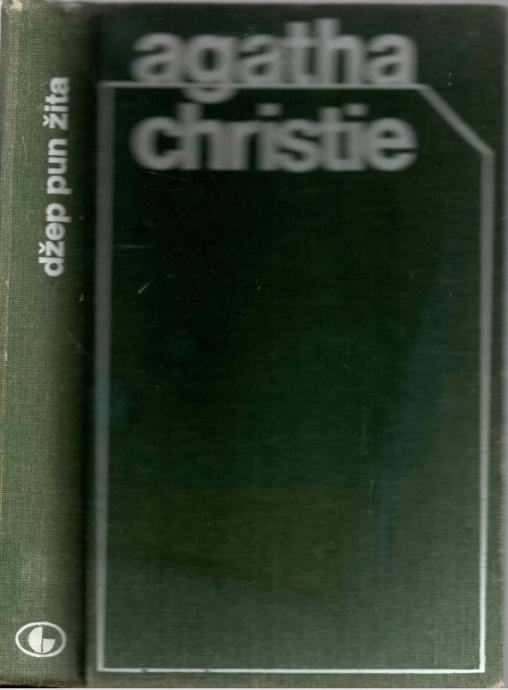 džep pun žita
agatha
christie